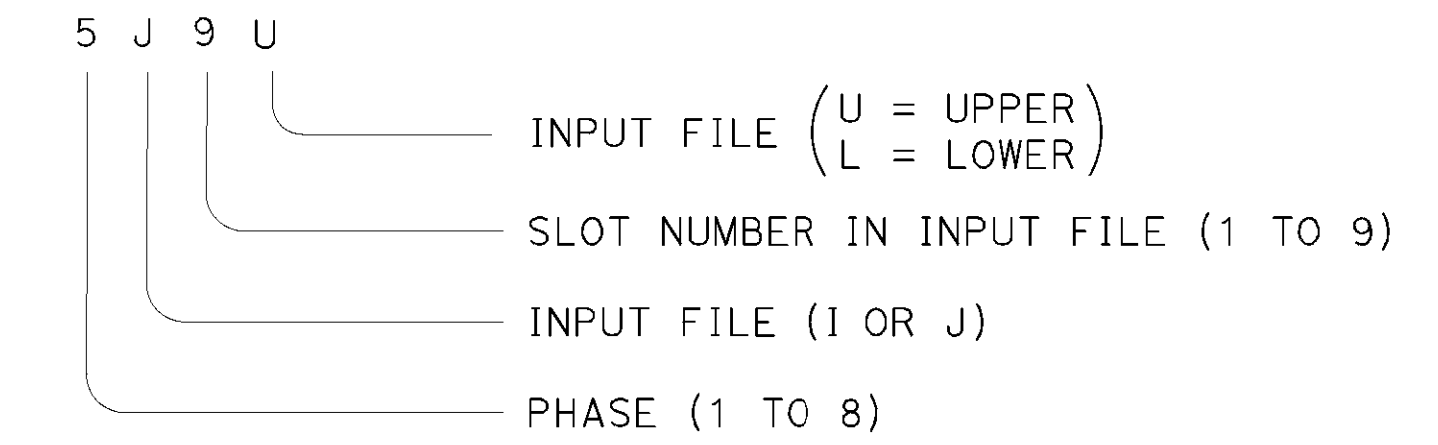 5 J 9 U
INPUT FILE (U = UPPER
L = LOWER)
SLOT NUMBER IN INPUT FILE (1 TO 9)
INPUT FILE (I OR J)
PHASE (1 TO 8)